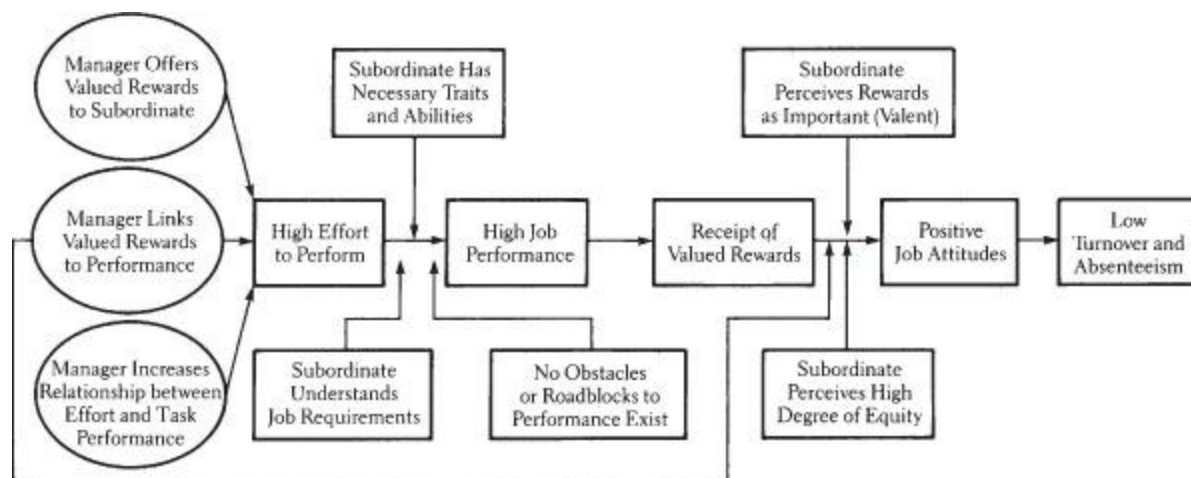 Manager Offers
Valued Rewards
to Subordinate
Subordinate Has
Necessary Traits
and Abilities
Subordinate
Perceives Rewards
as Important (Valent)
Manager Links
Valued Rewards
to Performance
High Effort
to Perform
High Job
Performance
Receipt of
Valued Rewards
Positive
Job Attitudes
Low
Turnover and
Absenteeism
Manager Increases
Relationship between
Effort and Task
Performance
Subordinate
Understands
Job Requirements
No Obstacles
or Roadblocks to
Performance Exist
Subordinate
Perceives High
Degree of Equity